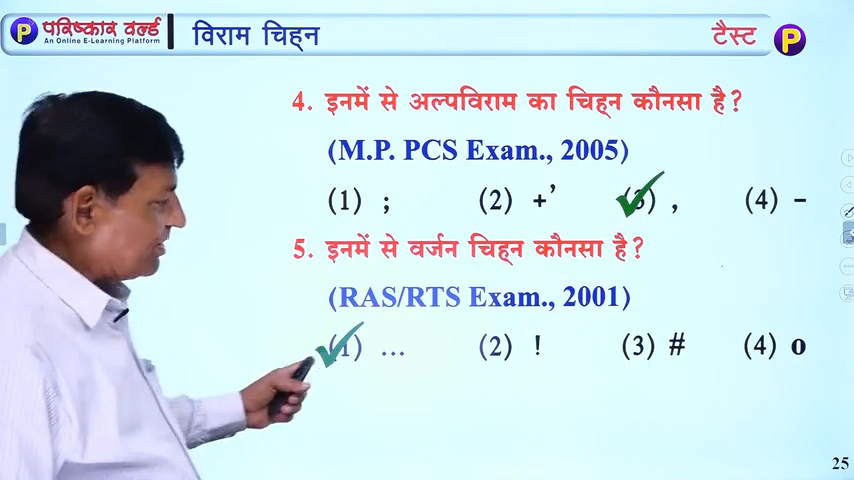 परिष्कार वर्ल्ड
An Online E-Learning Platform
विराम चिह्न
टैस्ट
P
P
4. इनमें से अल्पविराम का चिह्न कौनसा है?
(M.P. PCS Exam., 2005)
(1) ; (2) +’ (3) , (4) –
5. इनमें से वर्जन चिह्न कौनसा है?
(RAS/RTS Exam., 2001)
(1) ... (2) ! (3) # (4) o
25